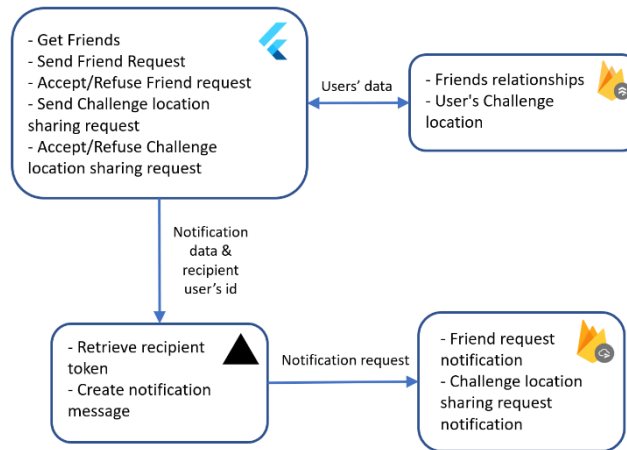 - Get Friends
- Send Friend Request
- Accept/Refuse Friend request
- Send Challenge location
sharing request
- Accept/Refuse Challenge
location sharing request
Users' data
- Friends relationships
- User's Challenge
location
Notification
data &
recipient
user's id
- Retrieve recipient
token
- Create notification
message
Notification request
- Friend request
notification
- Challenge location
sharing request
notification